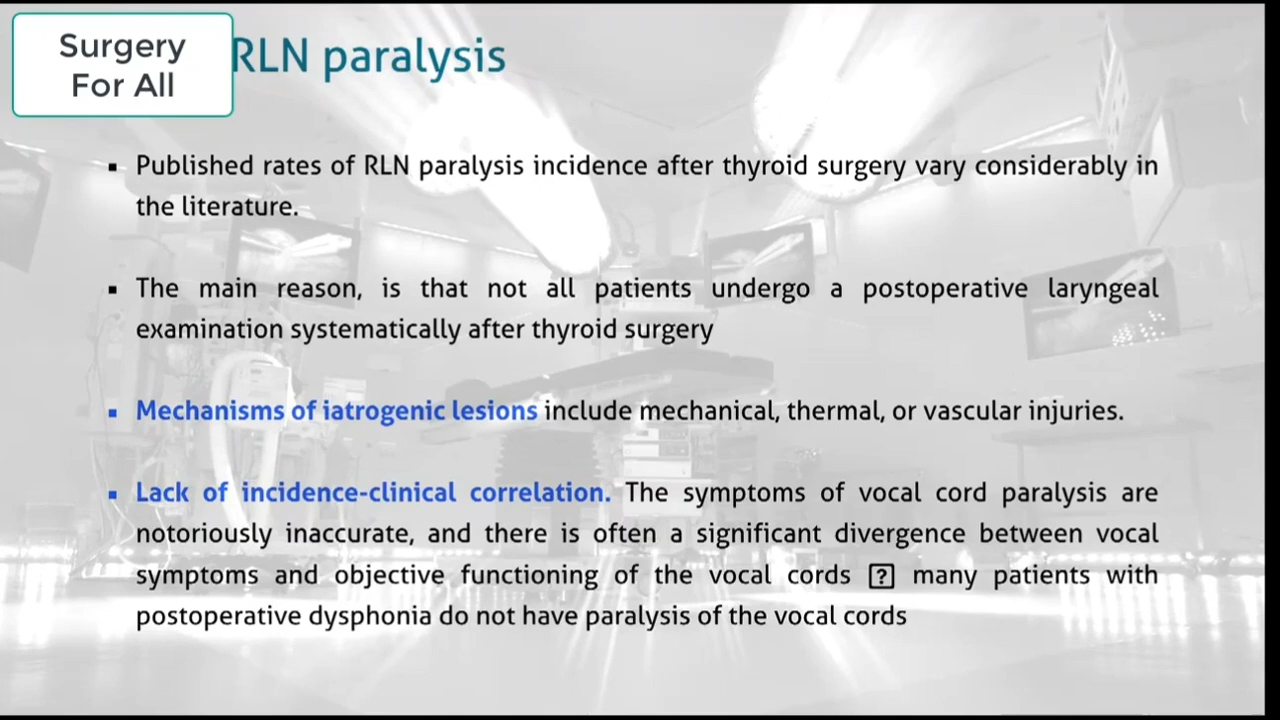 Surgery
For All
RLN paralysis
▪ Published rates of RLN paralysis incidence after thyroid surgery vary considerably in
the literature.
▪ The main reason, is that not all patients undergo a postoperative laryngeal
examination systematically after thyroid surgery
▪ Mechanisms of iatrogenic lesions include mechanical, thermal, or vascular injuries.
▪ Lack of incidence-clinical correlation. The symptoms of vocal cord paralysis are
notoriously inaccurate, and there is often a significant divergence between vocal
symptoms and objective functioning of the vocal cords ⍰ many patients with
postoperative dysphonia do not have paralysis of the vocal cords